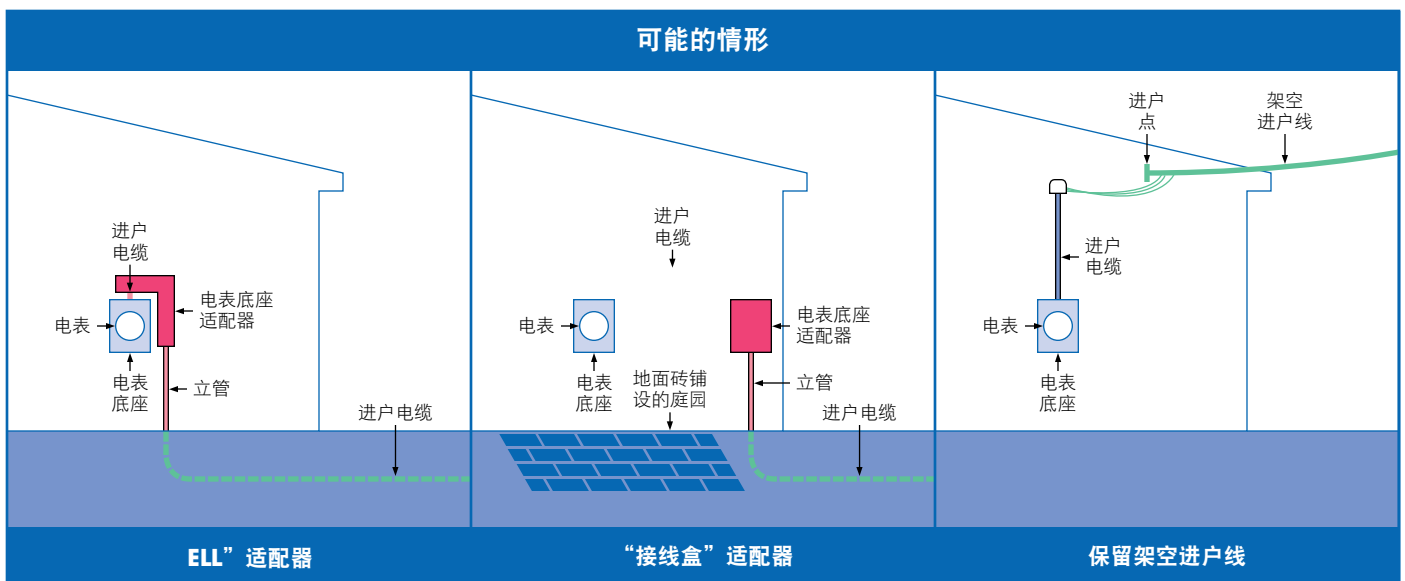 可能的情形
进户
电缆
电表
电表底座
适配器
电表
底座
立管
进户电缆
ELL”适配器
进户
电缆
电表
电表底座
适配器
电表
底座
地面砖铺
设的庭园
立管
进户电缆
“接线盒”适配器
进户
点
架空
进户线
进户
电缆
电表
电表
底座
保留架空进户线